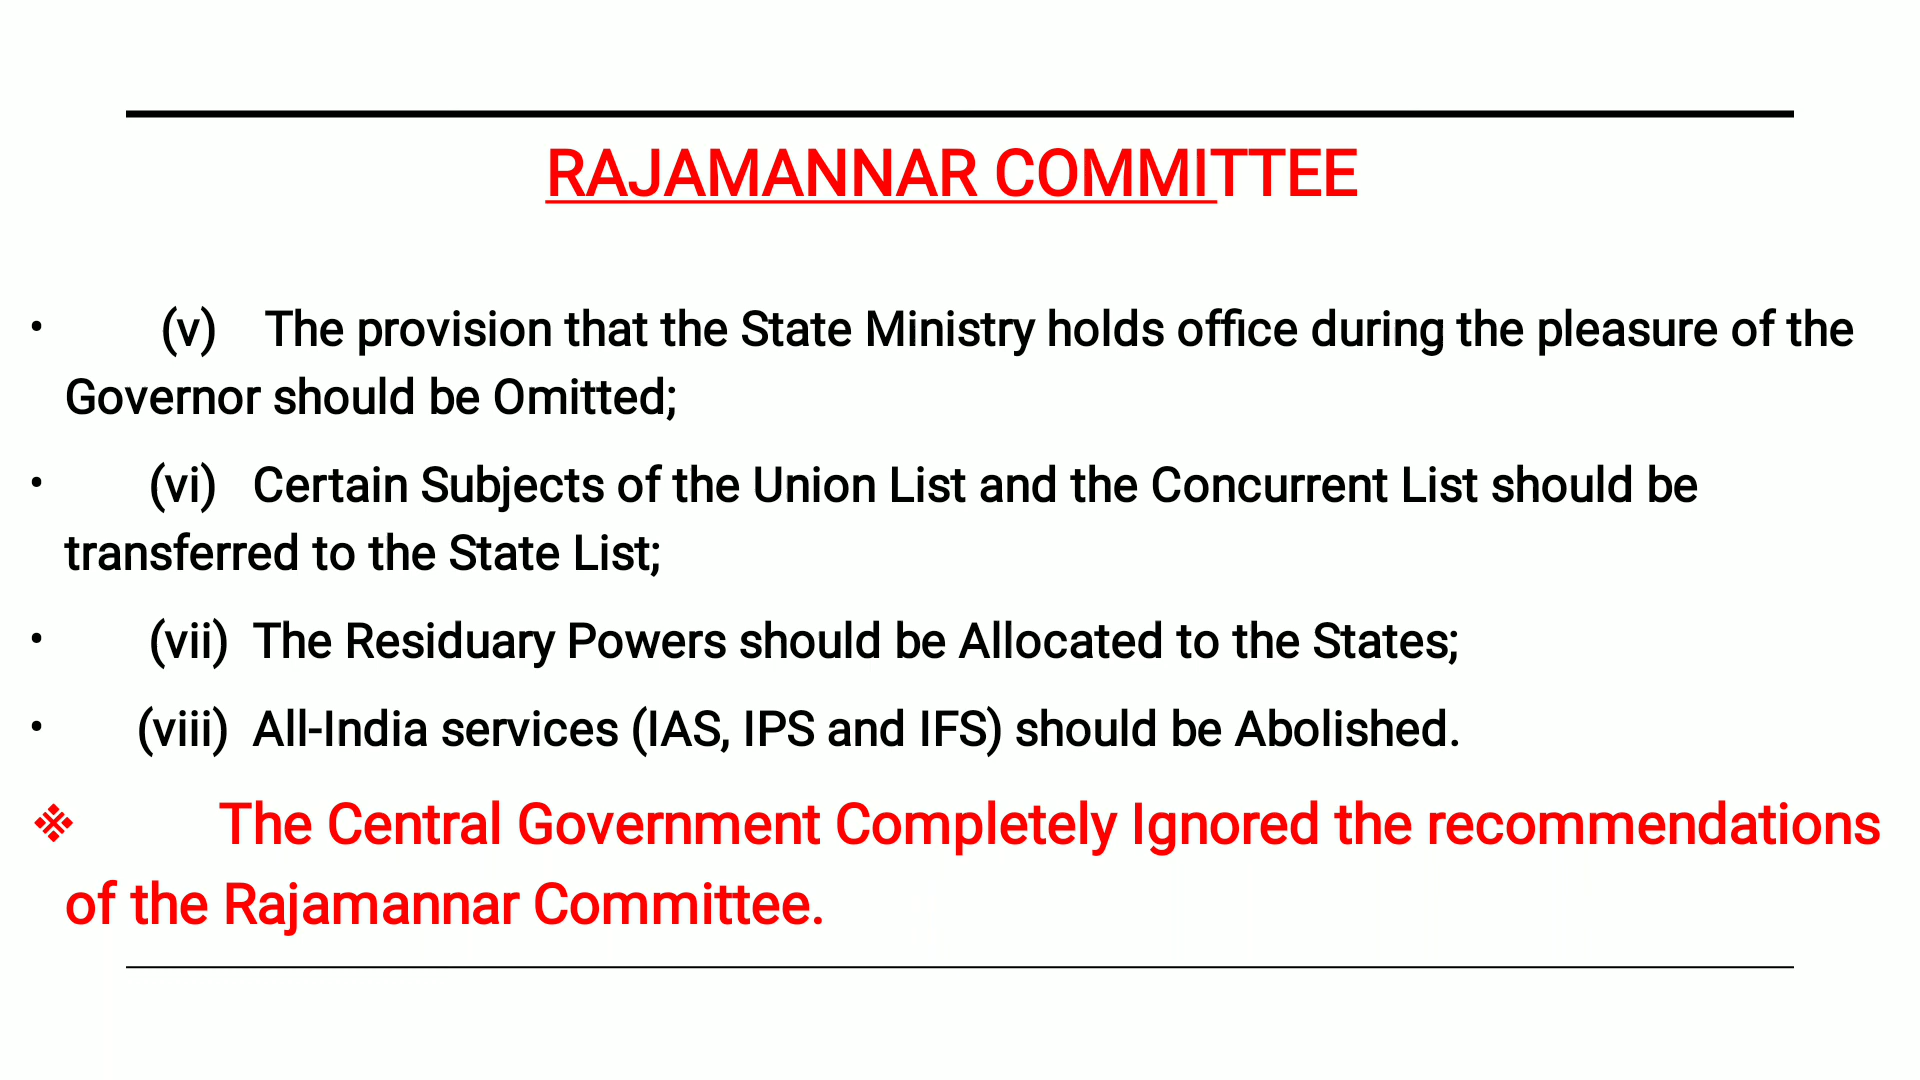 RAJAMANNAR COMMITTEE
• (v) The provision that the State Ministry holds office during the pleasure of the
Governor should be Omitted;
• (vi) Certain Subjects of the Union List and the Concurrent List should be
transferred to the State List;
• (vii) The Residuary Powers should be Allocated to the States;
• (viii) All-India services (IAS, IPS and IFS) should be Abolished.
❖ The Central Government Completely Ignored the recommendations
of the Rajamannar Committee.